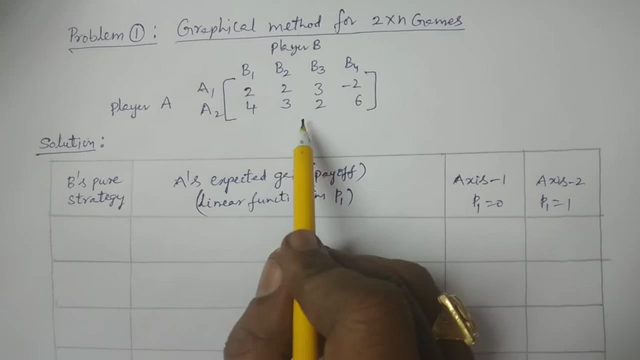 Problem ①: Graphical method for 2×n Games
Player B
B₁ B₂ B₃ B₄
A₁ 2 2 3 -2
Player A A₂ 4 3 2 6
Solution:
B's pure strategy
A's expected (payoff)
(linear in P₁)
Axis-1
P₁=0
Axis-2
P₁=1